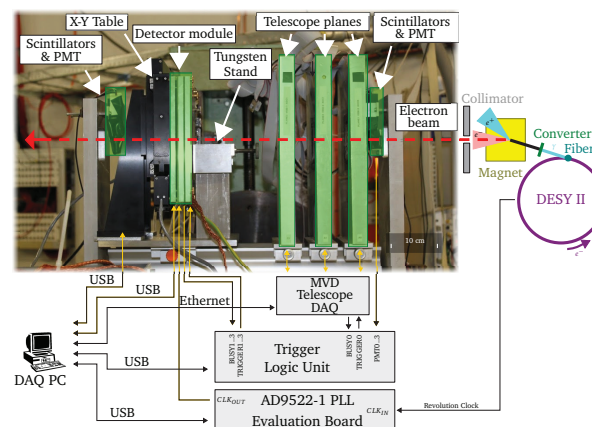 X-Y Table
Scintillators
& PMT
Detector module
Tungsten
Stand
Telescope planes
Scintillators
& PMT
Electron
beam
Collimator
e+
e-
Converter
Fiber
Magnet
DESY II
e−
10 cm
USB
USB
Ethernet
MVD
Telescope
DAQ
BUSY1..3
TRIGGER1..3
BUSY0
TRIGGER0
PMT0..3
Trigger
Logic Unit
DAQ PC
USB
USB
CLKOUT
AD9522-1 PLL
Evaluation Board
CLKIN
Revolution Clock